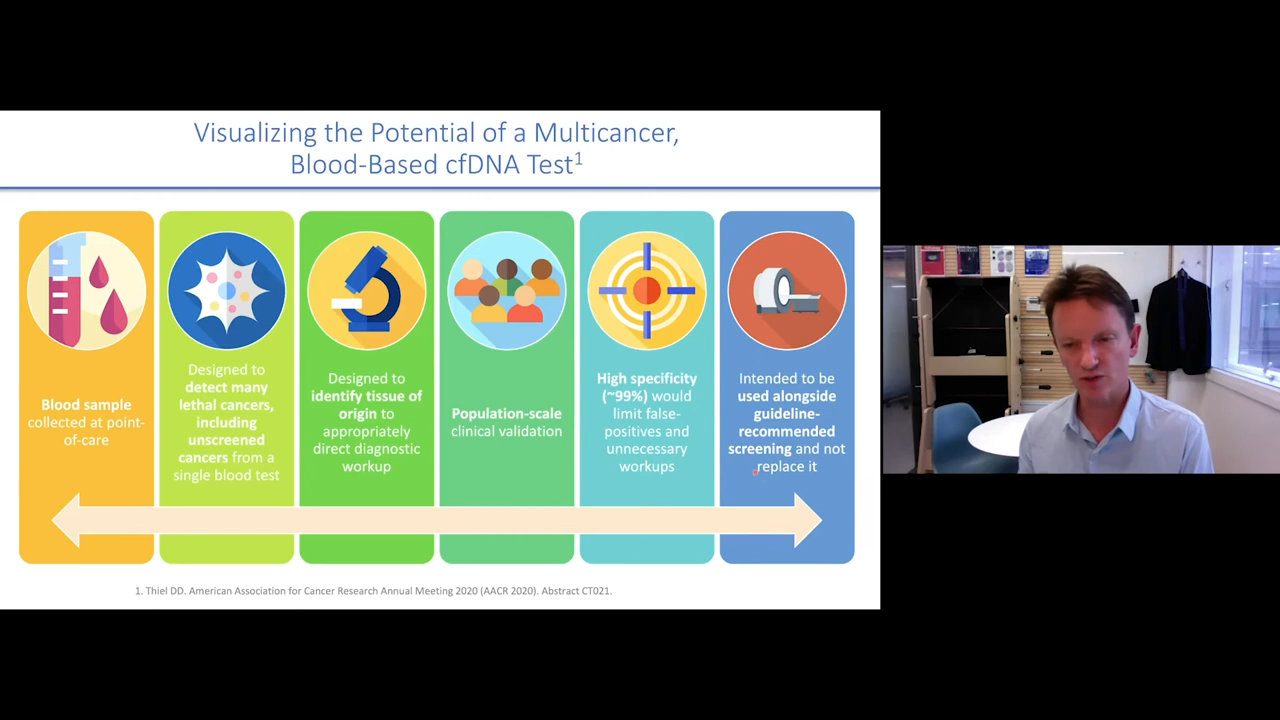 Visualizing the Potential of a Multicancer,
Blood-Based cfDNA Test1
Blood sample
collected at point-
of-care
Designed to
detect many
lethal cancers,
including
unscreened
cancers from a
single blood test
Designed to
identify tissue of
origin to
appropriately
direct diagnostic
workup
Population-scale
clinical validation
High specificity
(~99%) would
limit false-
positives and
unnecessary
workups
Intended to be
used alongside
guideline-
recommended
screening and not
replace it
1. Thiel DD. American Association for Cancer Research Annual Meeting 2020 (AACR 2020). Abstract CT021.